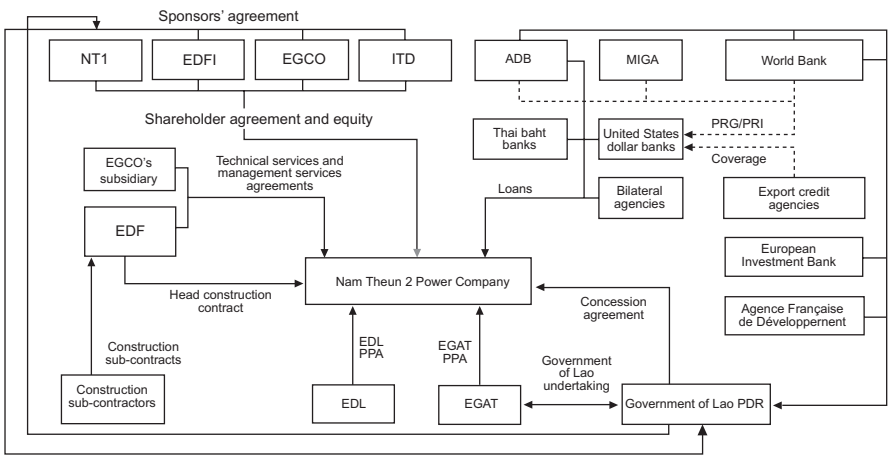 Sponsors' agreement
NT1
EDFI
EGCO
ITD
ADB
MIGA
World Bank
Shareholder agreement and equity
PRG/PRI
Thai baht
banks
United States
dollar banks
Coverage
EGCO's
subsidiary
Technical services and
management services
agreements
Loans
Bilateral
agencies
Export credit
agencies
EDF
European
Investment Bank
Nam Theun 2 Power Company
Head construction
contract
Concession
agreement
Agence Française
de Développernent
Construction
sub-contracts
EDL
PPA
EGAT
PPA
Government
of Lao
undertaking
Construction
sub-contractors
EDL
EGAT
Government of Lao PDR